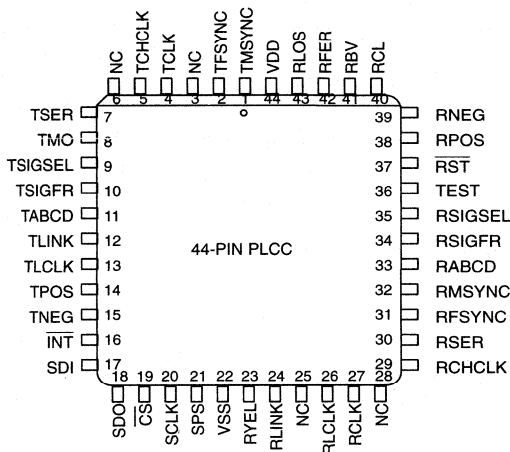 NC TCHCLK TCLK NC TFSYNC TMSYNC VDD RLOS RFER RBV RCL
6 5 4 3 2 1 44 43 42 41 40
TSER 7 39 RNEG
TMO 8 38 RPOS
TSIGSEL 9 37 RST
TSIGFR 10 36 TEST
TABCD 11 35 RSIGSEL
TLINK 12 34 RSIGFR
44-PIN PLCC
TLCLK 13 33 RABCD
TPOS 14 32 RMSYNC
TNEG 15 31 RFSYNC
INT 16 30 RSER
SDI 17 29 RCHCLK
18 19 20 21 22 23 24 25 26 27 28
SDO CS SCLK SPS VSS RYEL RLINK NC RLCLK RCLK NC